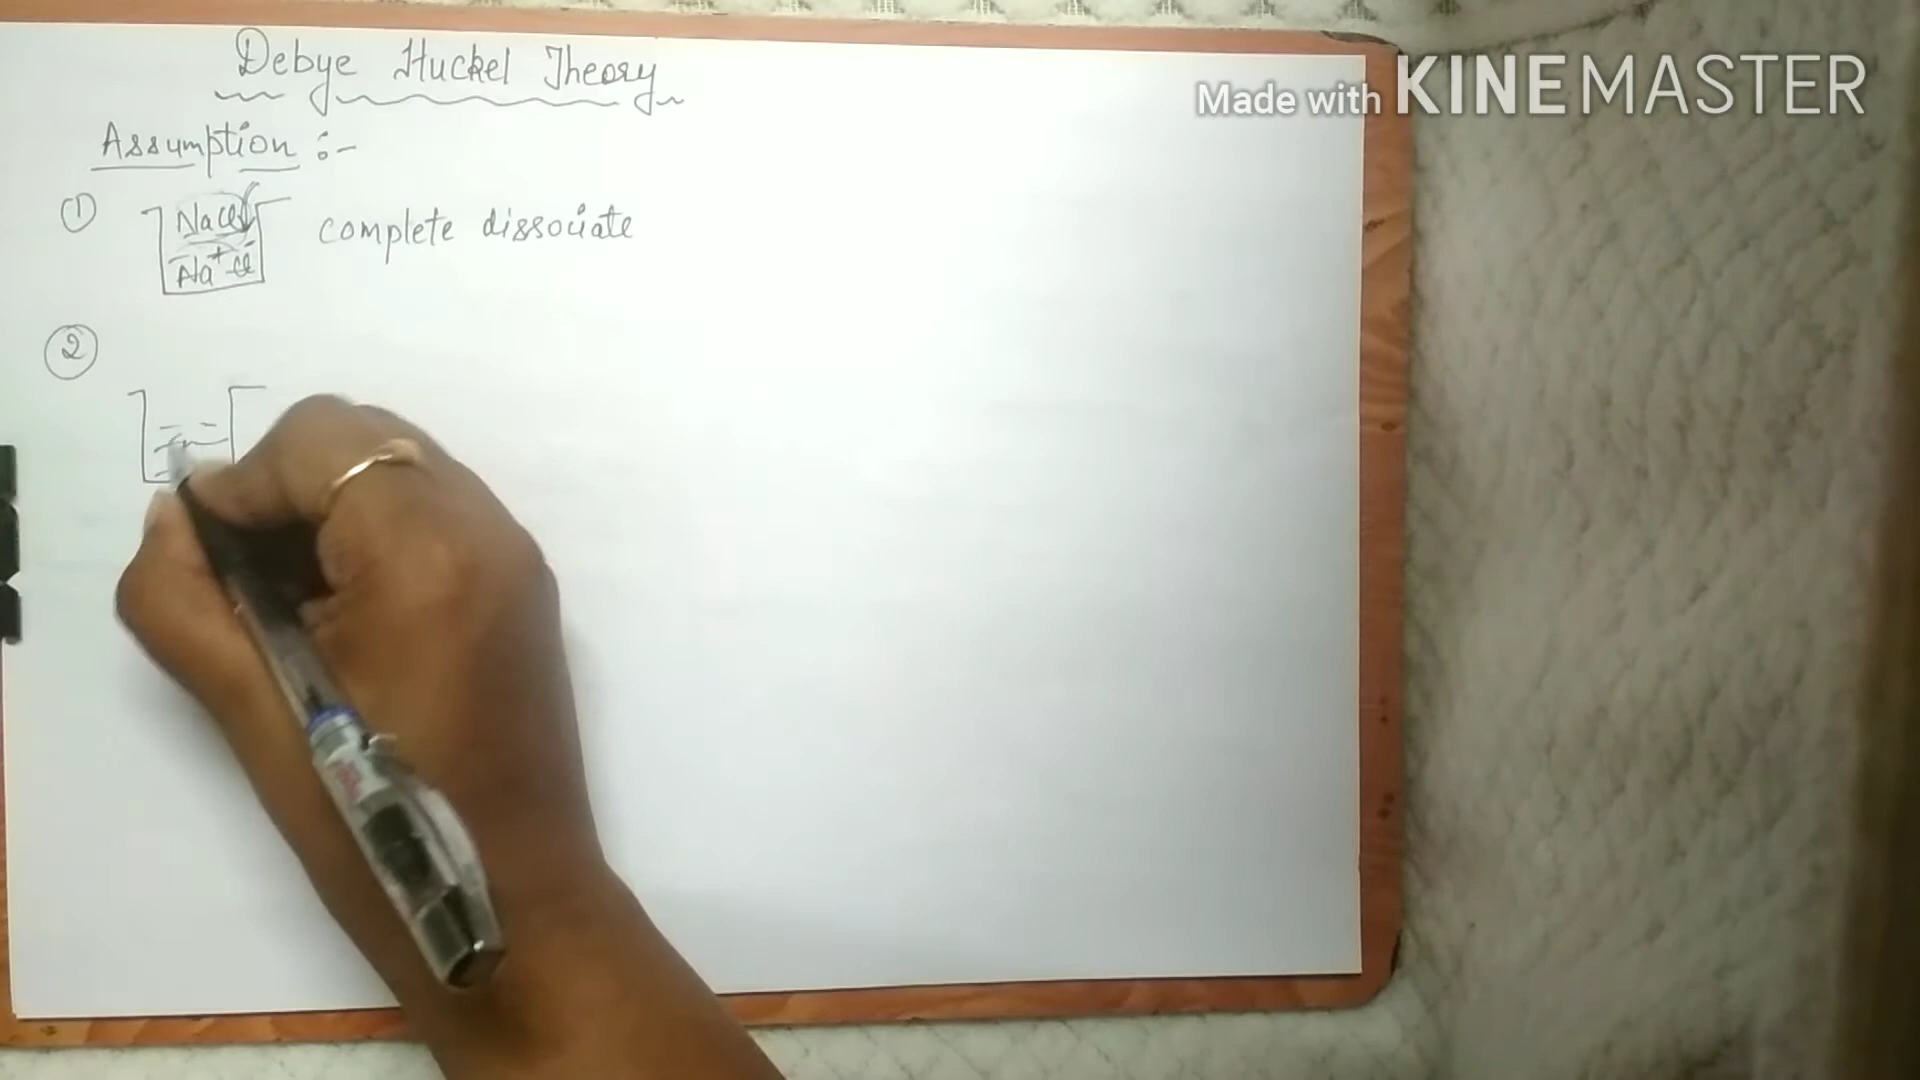 Made with KINEMASTER
Debye Huckel Theory
Assumption :-
① NaCl complete dissociate
Na⁺ Cl⁻
②